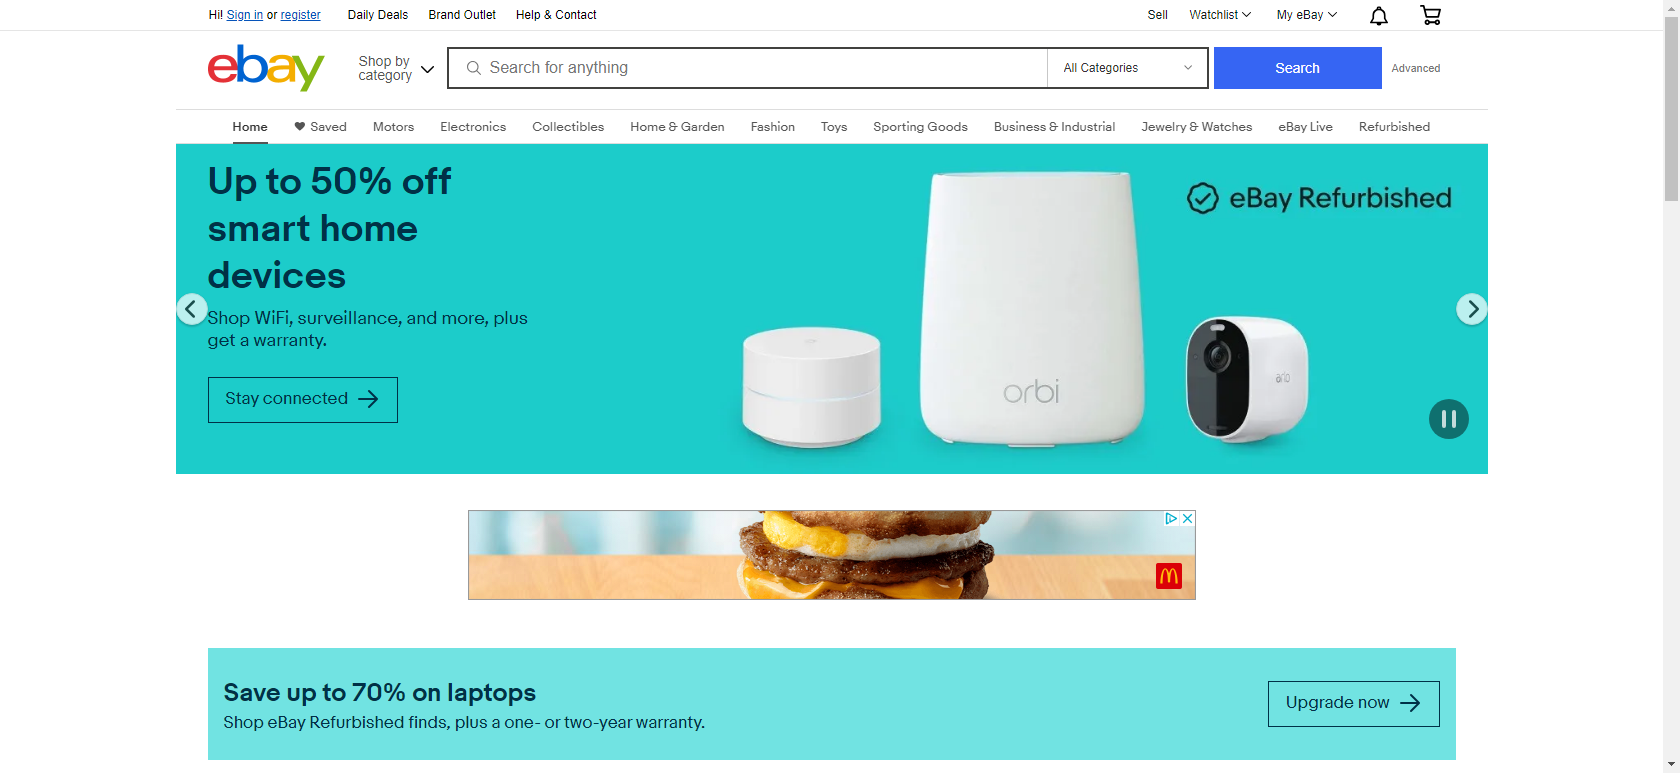 Hi! Sign in or register Daily Deals Brand Outlet Help & Contact Sell Watchlist My eBay
ebay
Shop by
category
Search for anything
All Categories
Search
Advanced
Home Saved Motors Electronics Collectibles Home & Garden Fashion Toys Sporting Goods Business & Industrial Jewelry & Watches eBay Live Refurbished
Up to 50% off
smart home
devices
Shop WiFi, surveillance, and more, plus
get a warranty.
Stay connected
orbi
arlo
eBay Refurbished
Save up to 70% on laptops
Shop eBay Refurbished finds, plus a one- or two-year warranty.
Upgrade now